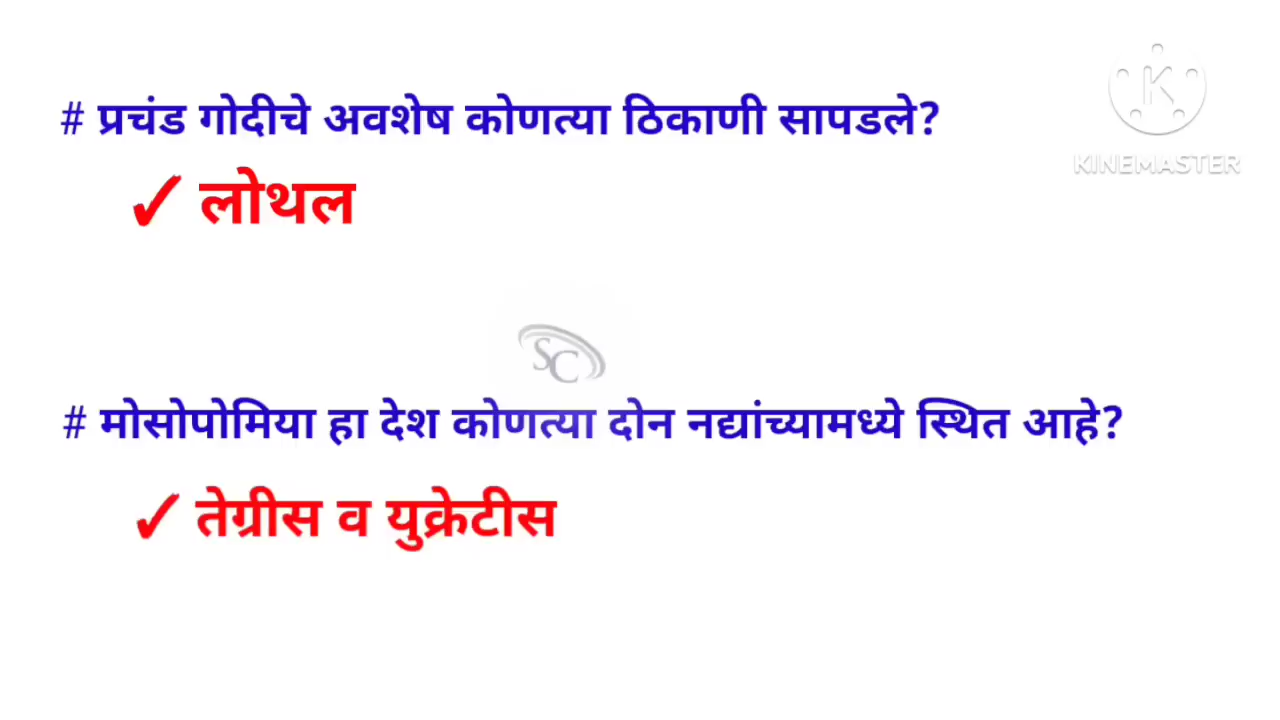 # प्रचंड गोदीचे अवशेष कोणत्या ठिकाणी सापडले?
K
KINEMASTER
✓ लोथल
SC
# मोसोपोमिया हा देश कोणत्या दोन नद्यांच्यामध्ये स्थित आहे?
✓ तेग्रीस व युक्रेटीस